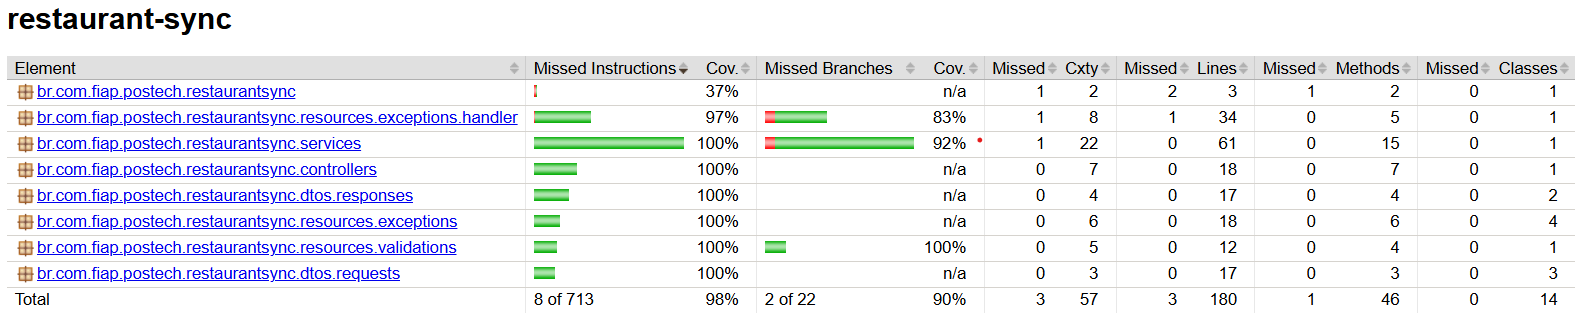 restaurant-sync
Element Missed Instructions Cov. Missed Branches Cov. Missed Cxty Missed Lines Missed Methods Missed Classes
br.com.fiap.postech.restaurantsync 37% n/a 1 2 2 3 1 2 0 1
br.com.fiap.postech.restaurantsync.resources.exceptions.handler 97% 83% 1 8 1 34 0 5 0 1
br.com.fiap.postech.restaurantsync.services 100% 92% 1 22 0 61 0 15 0 1
br.com.fiap.postech.restaurantsync.controllers 100% n/a 0 7 0 18 0 7 0 1
br.com.fiap.postech.restaurantsync.dtos.responses 100% n/a 0 4 0 17 0 4 0 2
br.com.fiap.postech.restaurantsync.resources.exceptions 100% n/a 0 6 0 18 0 6 0 4
br.com.fiap.postech.restaurantsync.resources.validations 100% 100% 0 5 0 12 0 4 0 1
br.com.fiap.postech.restaurantsync.dtos.requests 100% n/a 0 3 0 17 0 3 0 3
Total 8 of 713 98% 2 of 22 90% 3 57 3 180 1 46 0 14